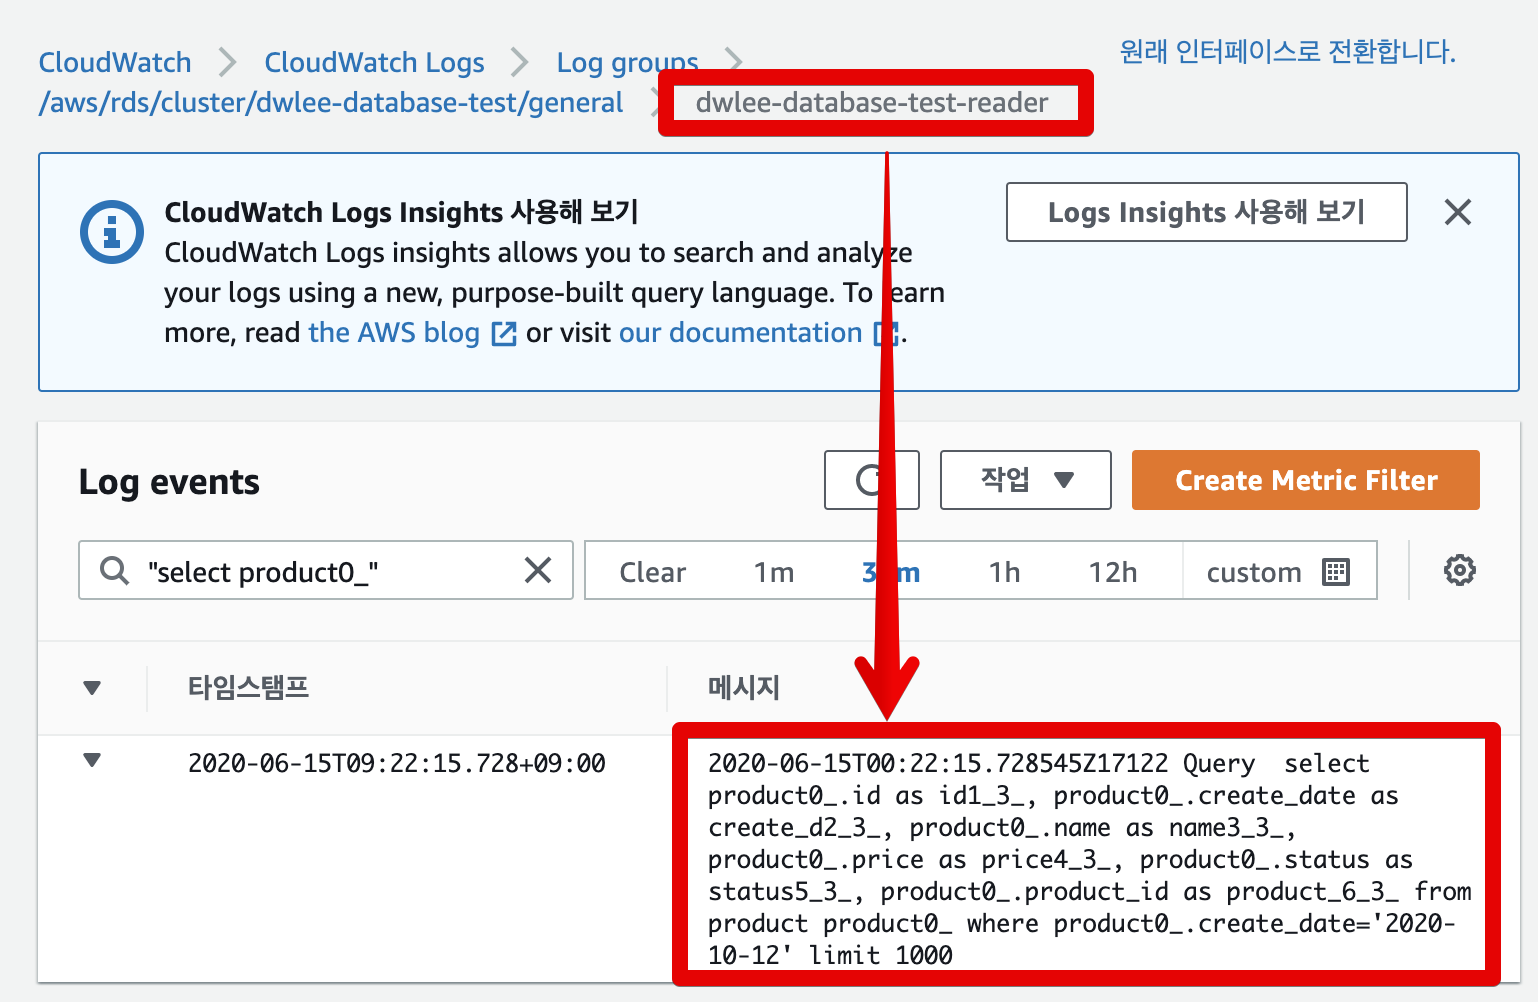 CloudWatch
CloudWatch Logs
Log groups
원래 인터페이스로 전환합니다.
/aws/rds/cluster/dwlee-database-test/general
dwlee-database-test-reader
CloudWatch Logs Insights 사용해 보기
CloudWatch Logs insights allows you to search and analyze
your logs using a new, purpose-built query language. To learn
more, read the AWS blog or visit our documentation .
Logs Insights 사용해 보기
Log events
작업
Create Metric Filter
"select product0_"
Clear
1m
30m
1h
12h
custom
타임스탬프
메시지
2020-06-15T09:22:15.728+09:00
2020-06-15T00:22:15.728545Z17122 Query  select
product0_.id as id1_3_, product0_.create_date as
create_d2_3_, product0_.name as name3_3_,
product0_.price as price4_3_, product0_.status as
status5_3_, product0_.product_id as product_6_3_ from
product product0_ where product0_.create_date='2020-
10-12' limit 1000